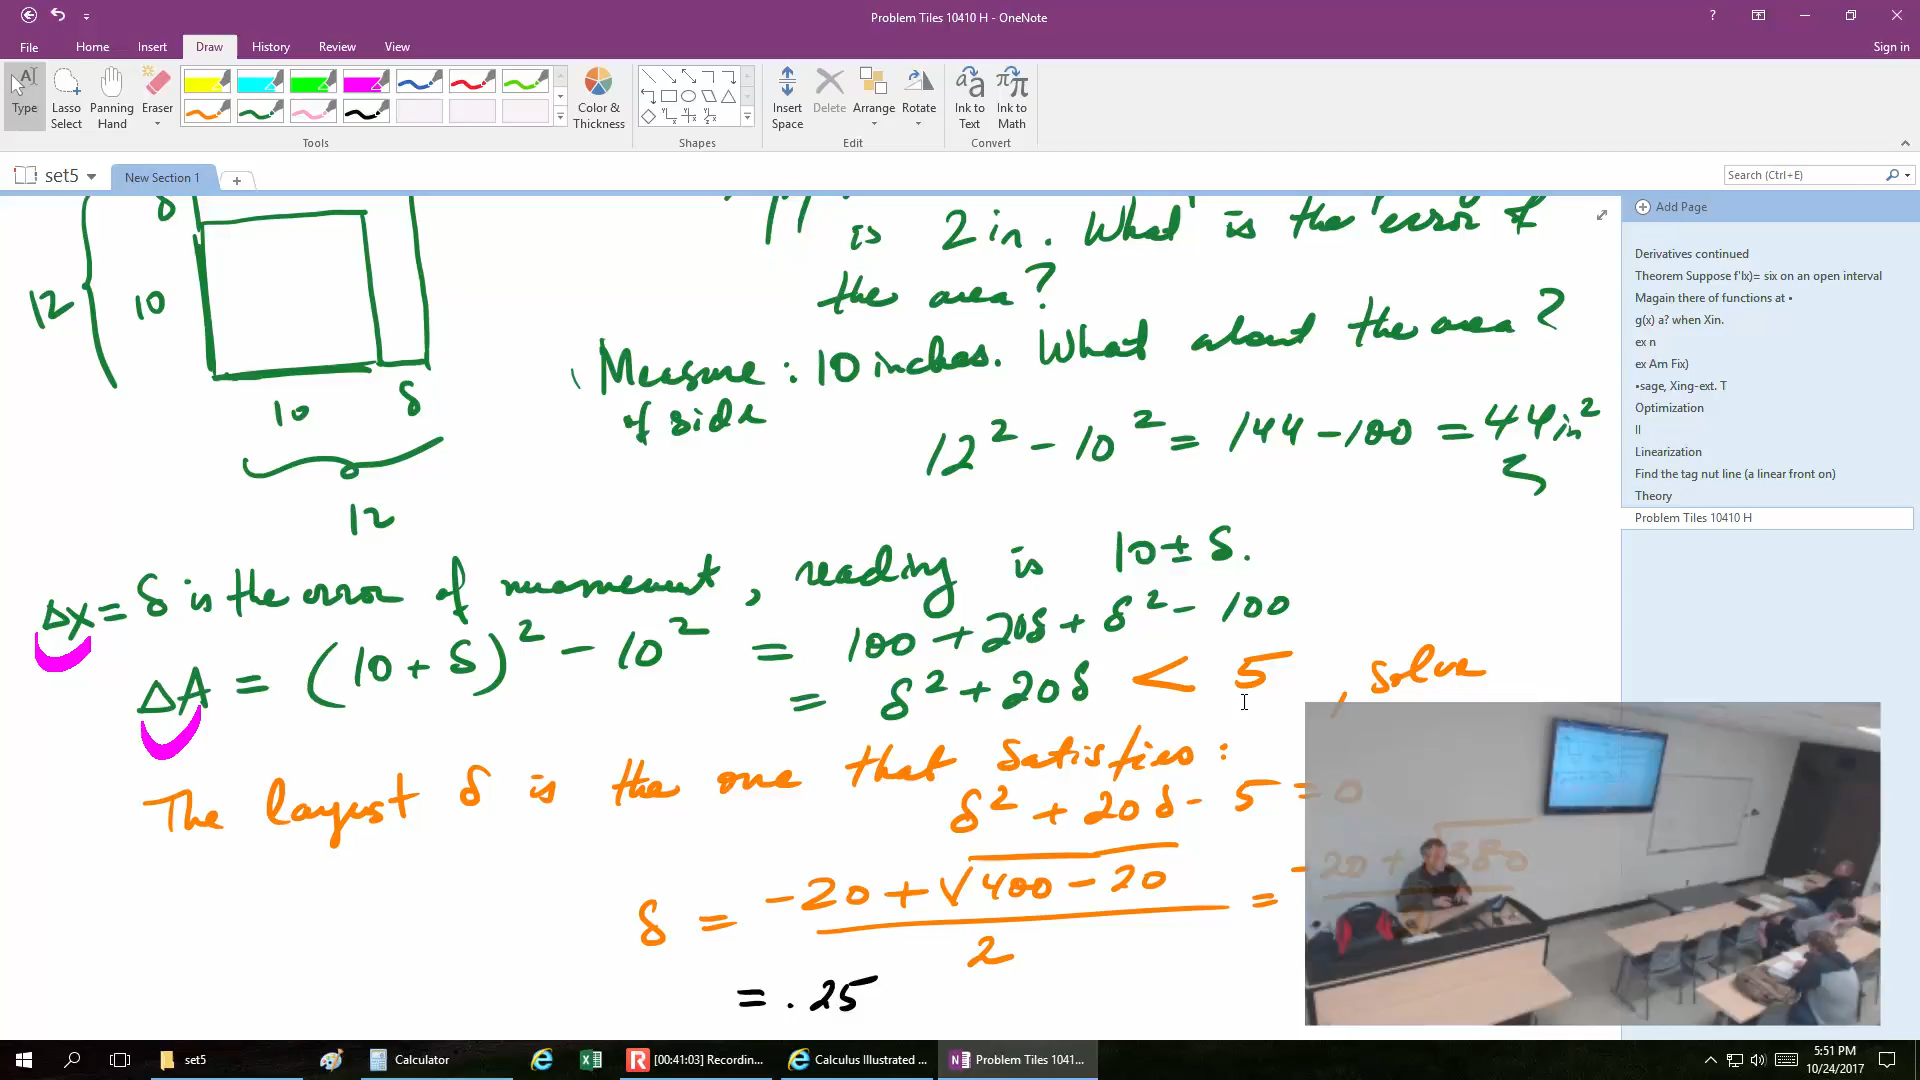 Problem Tiles 10410 H - OneNote
?
File Home Insert Draw History Review View
Sign in
Type
Lasso Select
Panning Hand
Eraser
Color & Thickness
Insert Space
Delete
Arrange
Rotate
Ink to Text
Ink to Math
Tools
Shapes
Edit
Convert
set5
New Section 1
Search (Ctrl+E)
Add Page
Derivatives continued
Theorem Suppose f'lx)= six on an open interval
Magain there of functions at •
g(x) a? when Xin.
ex n
ex Am Fix)
•sage, Xing-ext. T
Optimization
ll
Linearization
Find the tag nut line (a linear front on)
Theory
Problem Tiles 10410 H
δ
12
10
10 δ
12
is 2 in. What is the error of
the area?
Measure : 10 inches. What about the area?
of side
12² - 10² = 144 - 100 = 44 in²
Δx = δ is the error of measurement, reading is 10 ± δ.
ΔA = (10 + δ)² - 10² = 100 + 20δ + δ² - 100
= δ² + 20δ < 5, solve
The largest δ is the one that satisfies:
δ² + 20δ - 5 = 0
δ = -20 + √400 - 20 / 2 = -20 + √380
= .25
set5
Calculator
[00:41:03] Recordin...
Calculus Illustrated ...
Problem Tiles 1041...
5:51 PM
10/24/2017